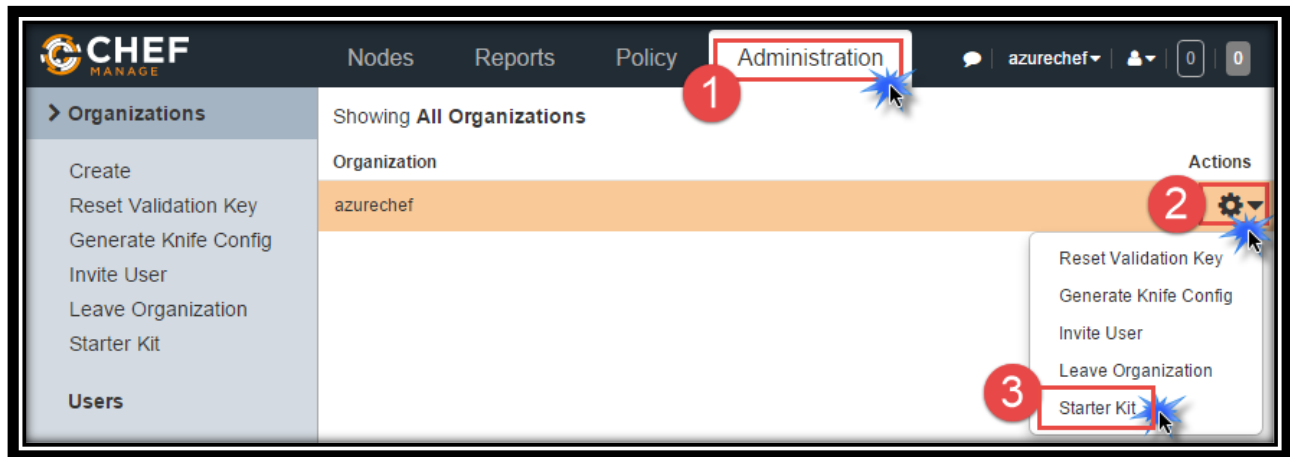 CHEF
MANAGE
Nodes Reports Policy Administration azurechef 0 0
1
Organizations
Showing All Organizations
Create
Reset Validation Key
Generate Knife Config
Invite User
Leave Organization
Starter Kit
Users
Organization Actions
azurechef
2
Reset Validation Key
Generate Knife Config
Invite User
Leave Organization
3
Starter Kit